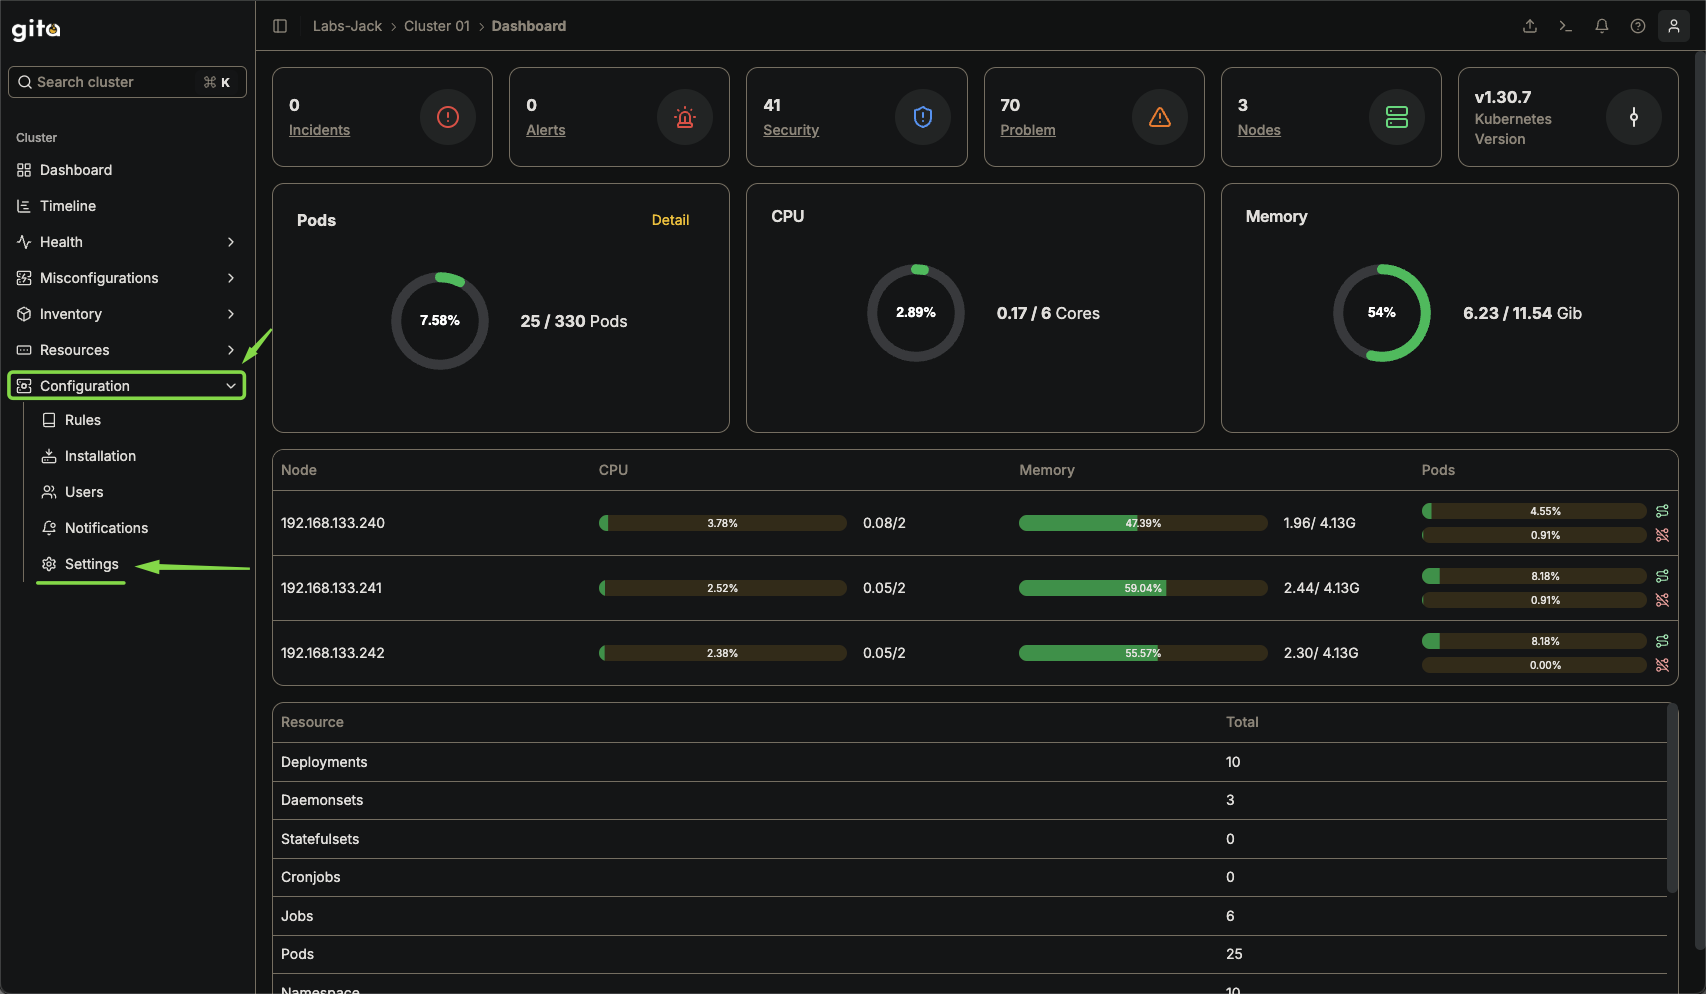 gita
Labs-Jack > Cluster 01 > Dashboard
Search cluster ⌘ K
Cluster
Dashboard
Timeline
Health
Misconfigurations
Inventory
Resources
Configuration
Rules
Installation
Users
Notifications
Settings
0
Incidents
0
Alerts
41
Security
70
Problem
3
Nodes
v1.30.7
Kubernetes
Version
Pods Detail
7.58% 25 / 330 Pods
CPU
2.89% 0.17 / 6 Cores
Memory
54% 6.23 / 11.54 Gib
Node CPU Memory Pods
192.168.133.240 3.78% 0.08/2 47.39% 1.96/ 4.13G 4.55%
0.91%
192.168.133.241 2.52% 0.05/2 59.04% 2.44/ 4.13G 8.18%
0.91%
192.168.133.242 2.38% 0.05/2 55.57% 2.30/ 4.13G 8.18%
0.00%
Resource Total
Deployments 10
Daemonsets 3
Statefulsets 0
Cronjobs 0
Jobs 6
Pods 25
Namespace 10